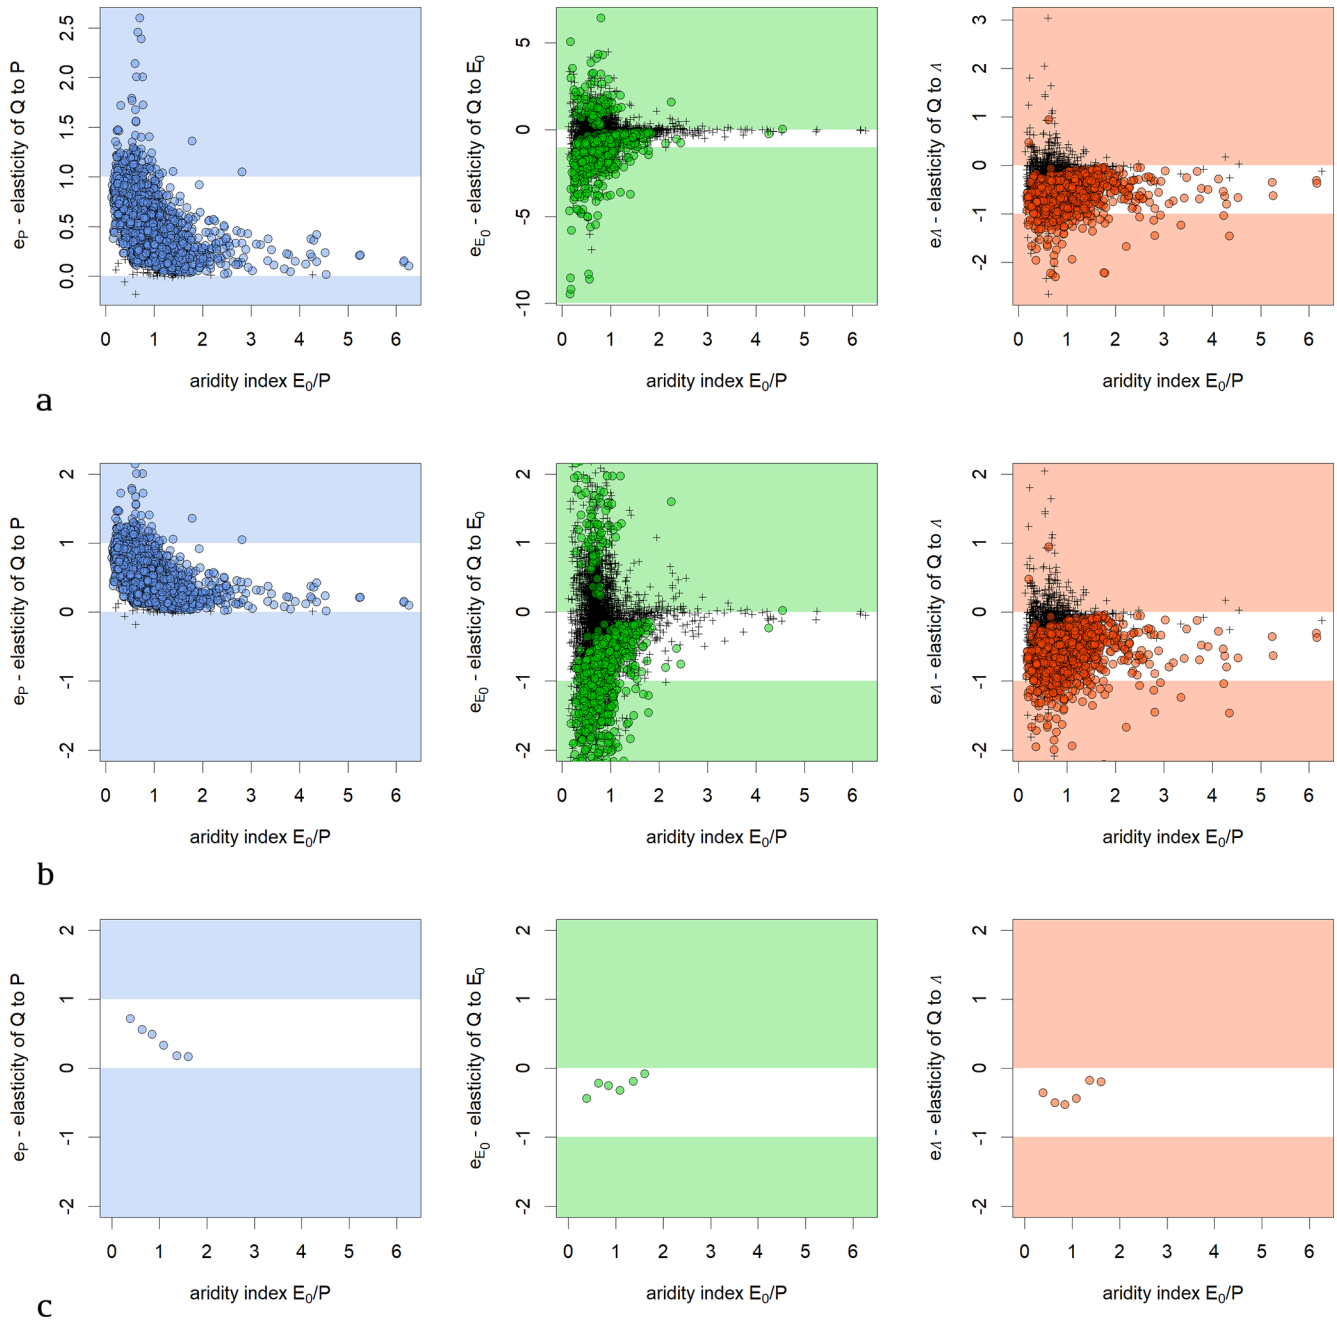 e_P - elasticity of Q to P
2.5
2.0
1.5
1.0
0.5
0.0
0 1 2 3 4 5 6
aridity index E₀/P
e_E₀ - elasticity of Q to E₀
5
0
-5
-10
0 1 2 3 4 5 6
aridity index E₀/P
e_Λ - elasticity of Q to Λ
3
2
1
0
-1
-2
0 1 2 3 4 5 6
aridity index E₀/P
a
e_P - elasticity of Q to P
2
1
0
-1
-2
0 1 2 3 4 5 6
aridity index E₀/P
e_E₀ - elasticity of Q to E₀
2
1
0
-1
-2
0 1 2 3 4 5 6
aridity index E₀/P
e_Λ - elasticity of Q to Λ
2
1
0
-1
-2
0 1 2 3 4 5 6
aridity index E₀/P
b
e_P - elasticity of Q to P
2
1
0
-1
-2
0 1 2 3 4 5 6
aridity index E₀/P
e_E₀ - elasticity of Q to E₀
2
1
0
-1
-2
0 1 2 3 4 5 6
aridity index E₀/P
e_Λ - elasticity of Q to Λ
2
1
0
-1
-2
0 1 2 3 4 5 6
aridity index E₀/P
c